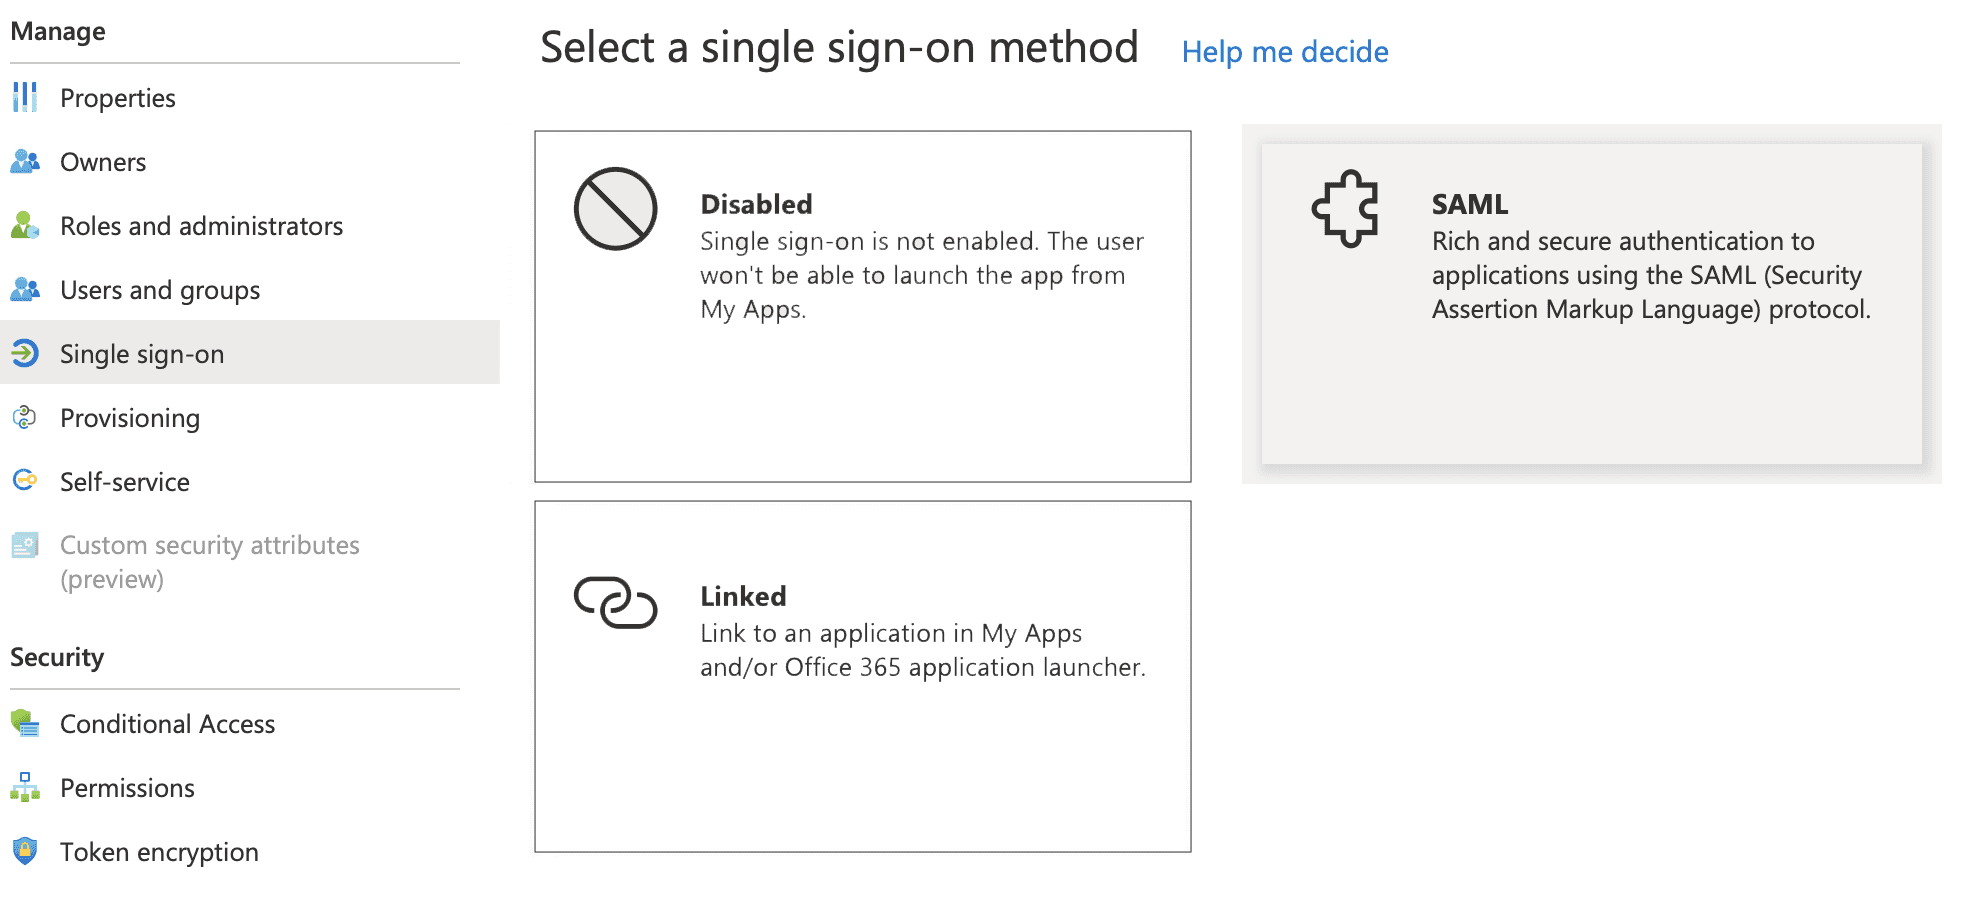 Manage
Properties
Owners
Roles and administrators
Users and groups
Single sign-on
Provisioning
Self-service
Custom security attributes
(preview)
Security
Conditional Access
Permissions
Token encryption
Select a single sign-on method
Help me decide
Disabled
Single sign-on is not enabled. The user
won't be able to launch the app from
My Apps.
SAML
Rich and secure authentication to
applications using the SAML (Security
Assertion Markup Language) protocol.
Linked
Link to an application in My Apps
and/or Office 365 application launcher.